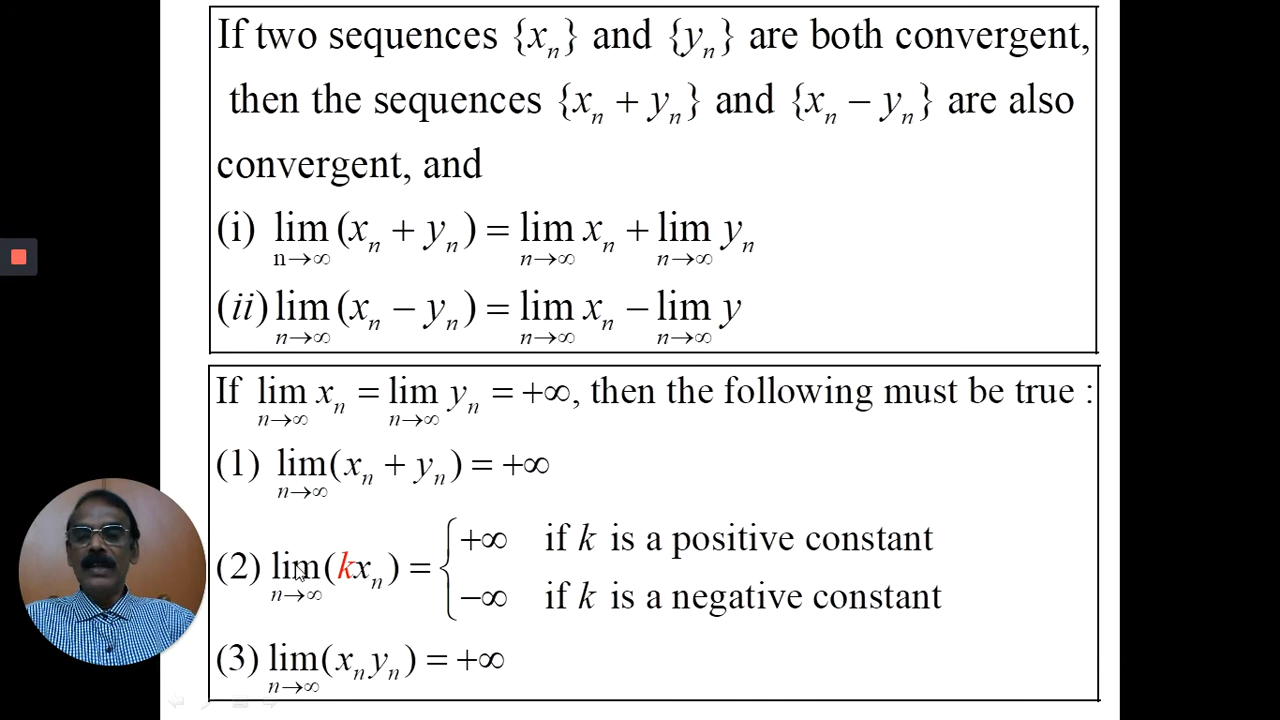 If two sequences {xₙ} and {yₙ} are both convergent,
then the sequences {xₙ + yₙ} and {xₙ − yₙ} are also
convergent, and
(i) lim n→∞ (xₙ + yₙ) = lim n→∞ xₙ + lim n→∞ yₙ
(ii) lim n→∞ (xₙ − yₙ) = lim n→∞ xₙ − lim n→∞ y
If lim n→∞ xₙ = lim n→∞ yₙ = +∞, then the following must be true :
(1) lim n→∞ (xₙ + yₙ) = +∞
(2) lim n→∞ (kxₙ) = { +∞ if k is a positive constant
−∞ if k is a negative constant
(3) lim n→∞ (xₙyₙ) = +∞